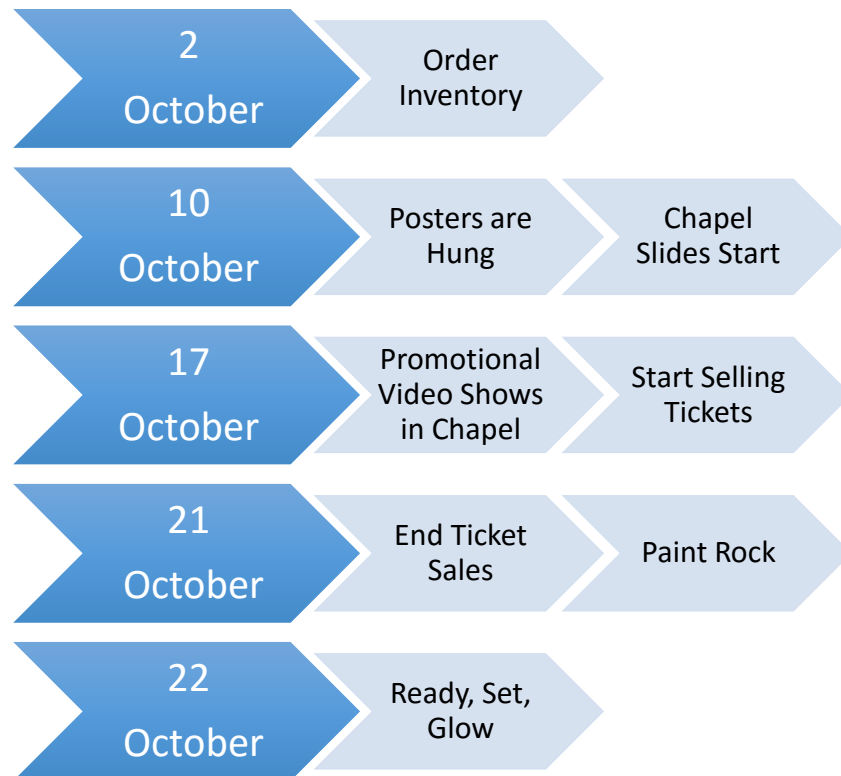 2
October
Order
Inventory
10
October
Posters are
Hung
Chapel
Slides Start
17
October
Promotional
Video Shows
in Chapel
Start Selling
Tickets
21
October
End Ticket
Sales
Paint Rock
22
October
Ready, Set,
Glow